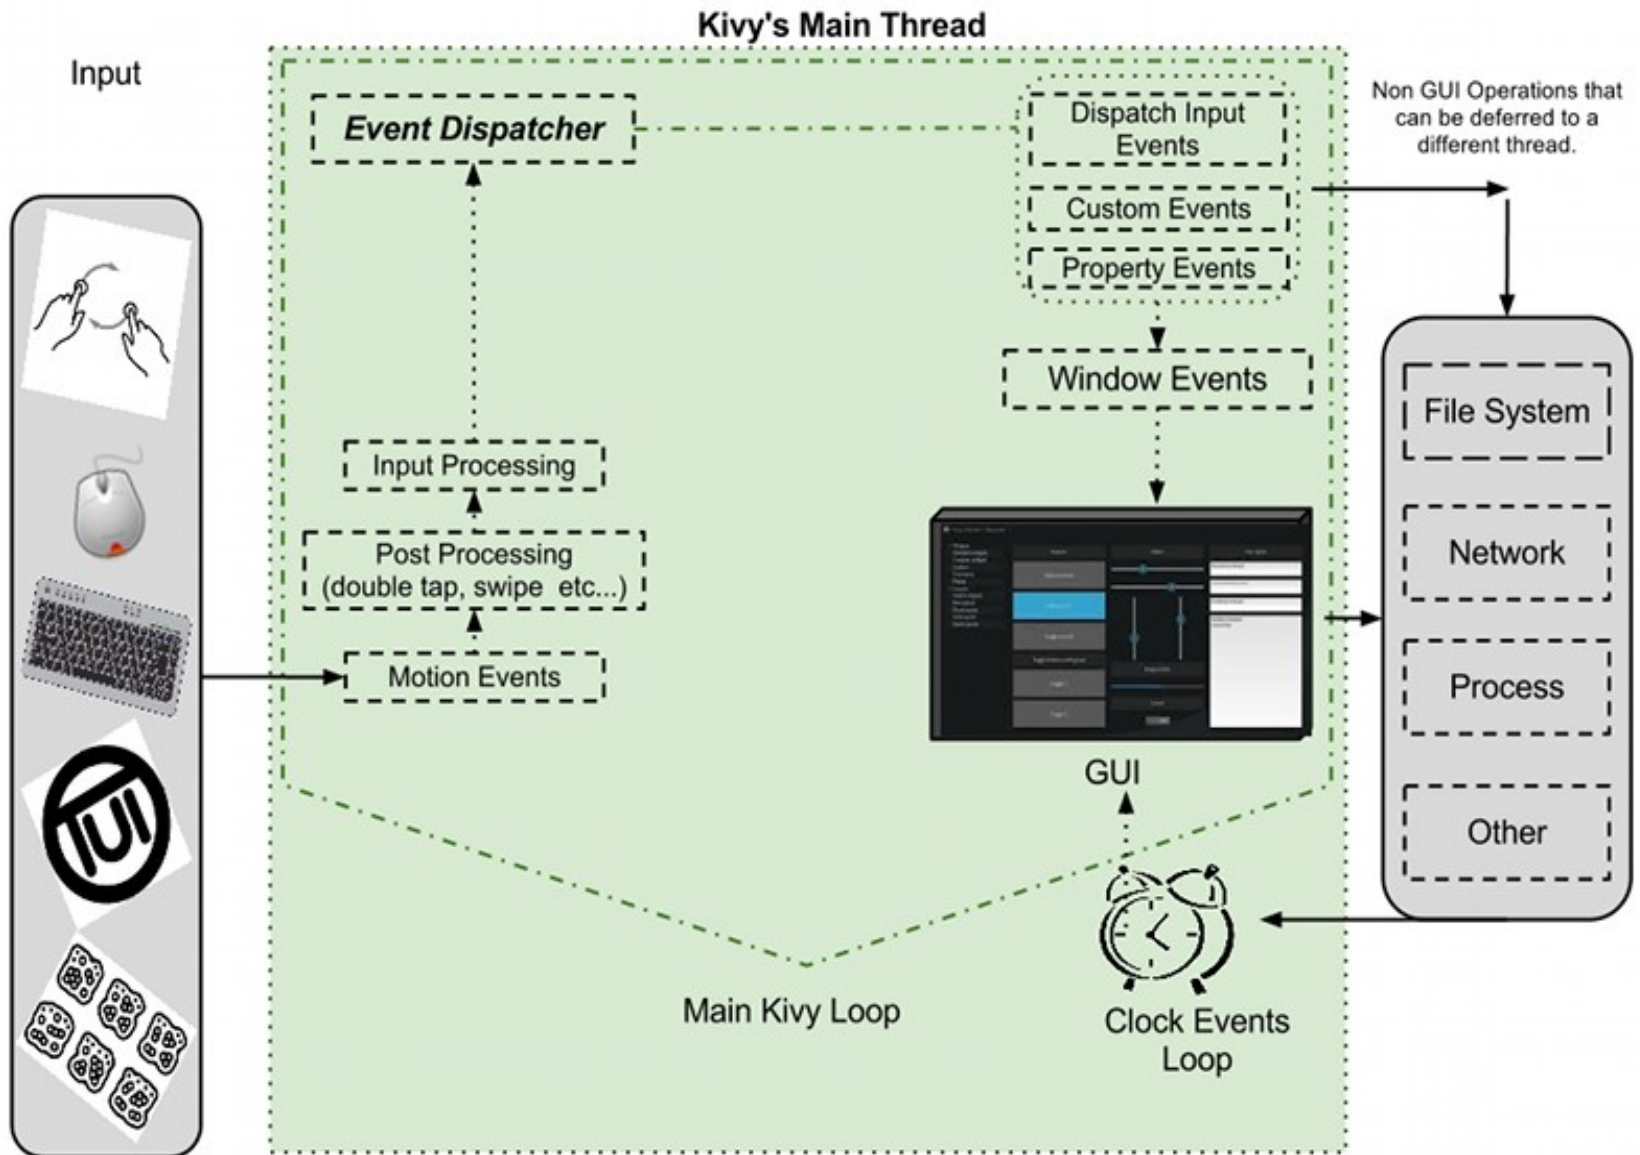 Kivy's Main Thread
Input
Event Dispatcher
Dispatch Input
Events
Custom Events
Property Events
Non GUI Operations that
can be deferred to a
different thread.
Window Events
File System
Input Processing
Network
Post Processing
(double tap, swipe etc...)
Motion Events
Process
GUI
TUI
Other
Main Kivy Loop
Clock Events
Loop